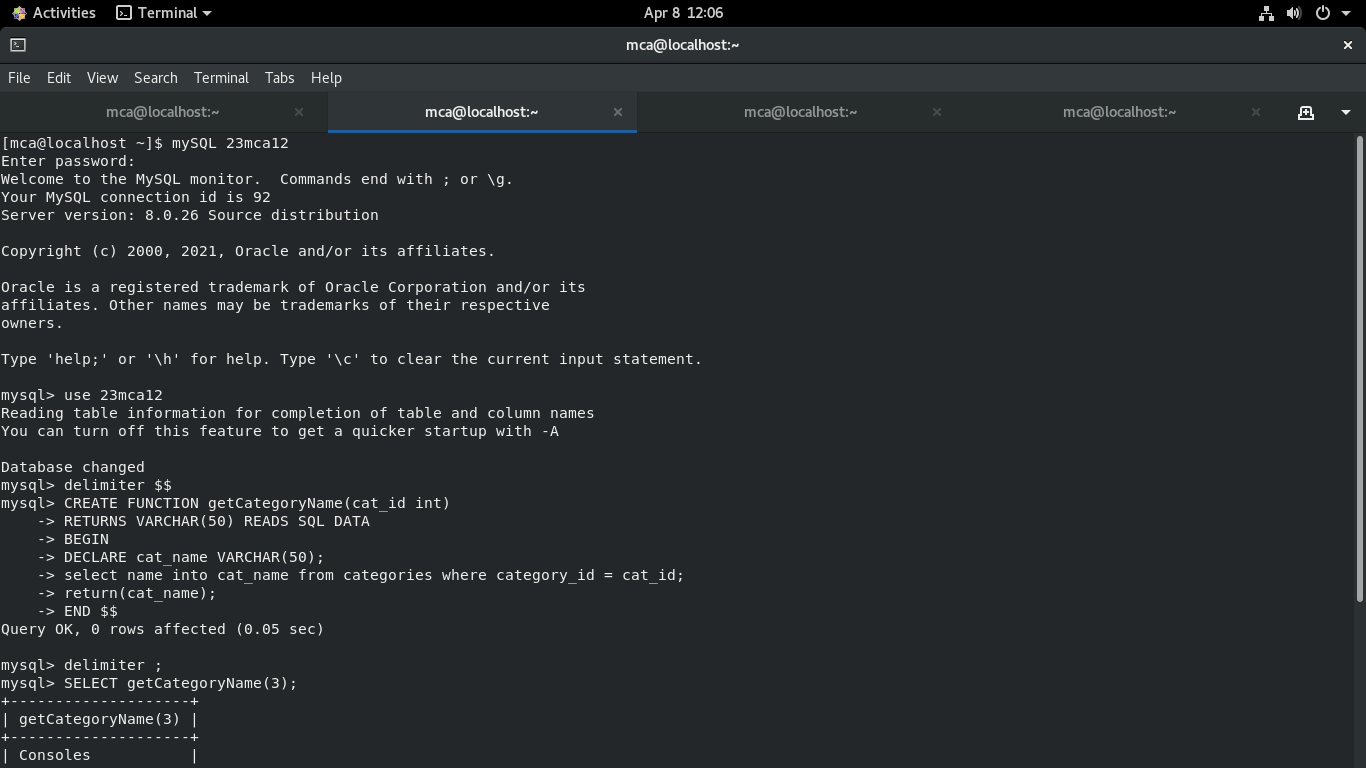 Activities Terminal Apr 8 12:06
mca@localhost:~
File Edit View Search Terminal Tabs Help
mca@localhost:~ mca@localhost:~ mca@localhost:~ mca@localhost:~
[mca@localhost ~]$ mySQL 23mca12
Enter password:
Welcome to the MySQL monitor.  Commands end with ; or \g.
Your MySQL connection id is 92
Server version: 8.0.26 Source distribution
Copyright (c) 2000, 2021, Oracle and/or its affiliates.
Oracle is a registered trademark of Oracle Corporation and/or its
affiliates. Other names may be trademarks of their respective
owners.
Type 'help;' or '\h' for help. Type '\c' to clear the current input statement.
mysql> use 23mca12
Reading table information for completion of table and column names
You can turn off this feature to get a quicker startup with -A
Database changed
mysql> delimiter $$
mysql> CREATE FUNCTION getCategoryName(cat_id int)
    -> RETURNS VARCHAR(50) READS SQL DATA
    -> BEGIN
    -> DECLARE cat_name VARCHAR(50);
    -> select name into cat_name from categories where category_id = cat_id;
    -> return(cat_name);
    -> END $$
Query OK, 0 rows affected (0.05 sec)
mysql> delimiter ;
mysql> SELECT getCategoryName(3);
+--------------------+
| getCategoryName(3) |
+--------------------+
| Consoles           |